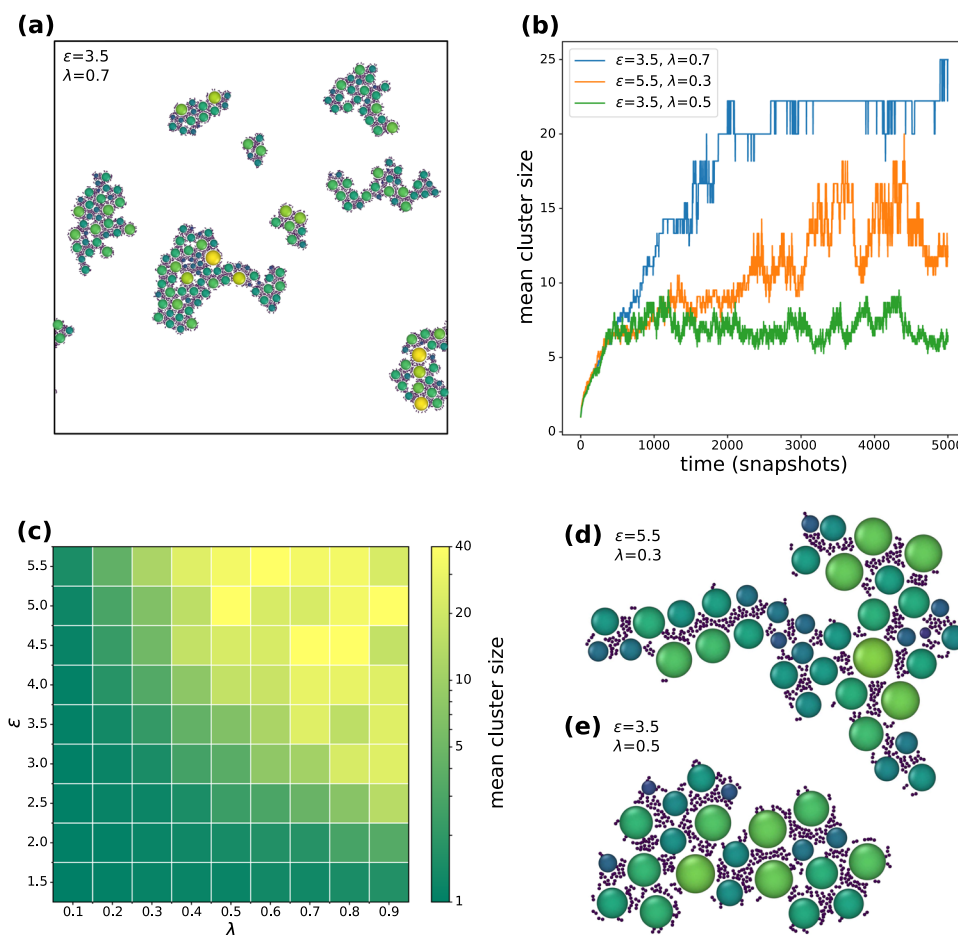 (a)
ε=3.5
λ=0.7
(b)
25
20
15
10
5
0
mean cluster size
ε=3.5, λ=0.7
ε=5.5, λ=0.3
ε=3.5, λ=0.5
0 1000 2000 3000 4000 5000
time (snapshots)
(c)
5.5
5.0
4.5
4.0
3.5
3.0
2.5
2.0
1.5
ε
0.1 0.2 0.3 0.4 0.5 0.6 0.7 0.8 0.9
λ
40
20
10
5
2
1
mean cluster size
(d)
ε=5.5
λ=0.3
(e)
ε=3.5
λ=0.5